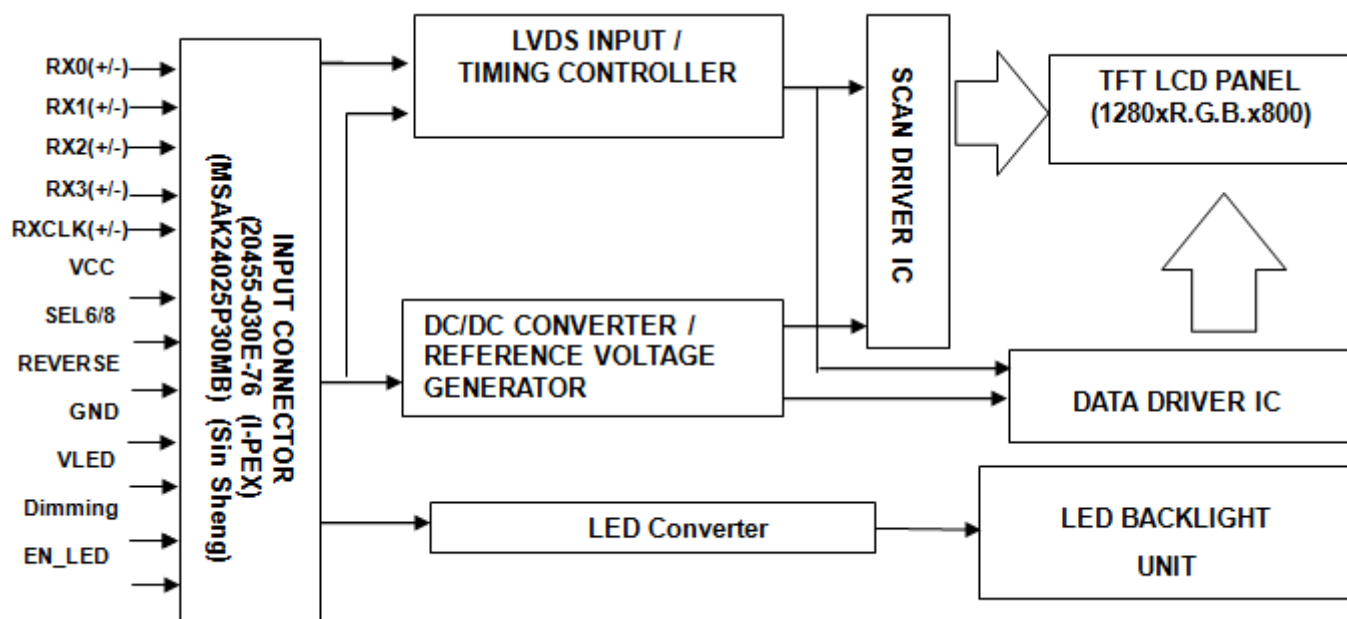 RX0(+/-)
RX1(+/-)
RX2(+/-)
RX3(+/-)
RXCLK(+/-)
VCC
SEL6/8
REVERSE
GND
VLED
Dimming
EN_LED
INPUT CONNECTOR
(20455-030E-76 (I-PEX)
(MSAK24025P30MB) (Sin Sheng)
LVDS INPUT /
TIMING CONTROLLER
DC/DC CONVERTER /
REFERENCE VOLTAGE
GENERATOR
LED Converter
SCAN DRIVER IC
TFT LCD PANEL
(1280xR.G.B.x800)
DATA DRIVER IC
LED BACKLIGHT
UNIT